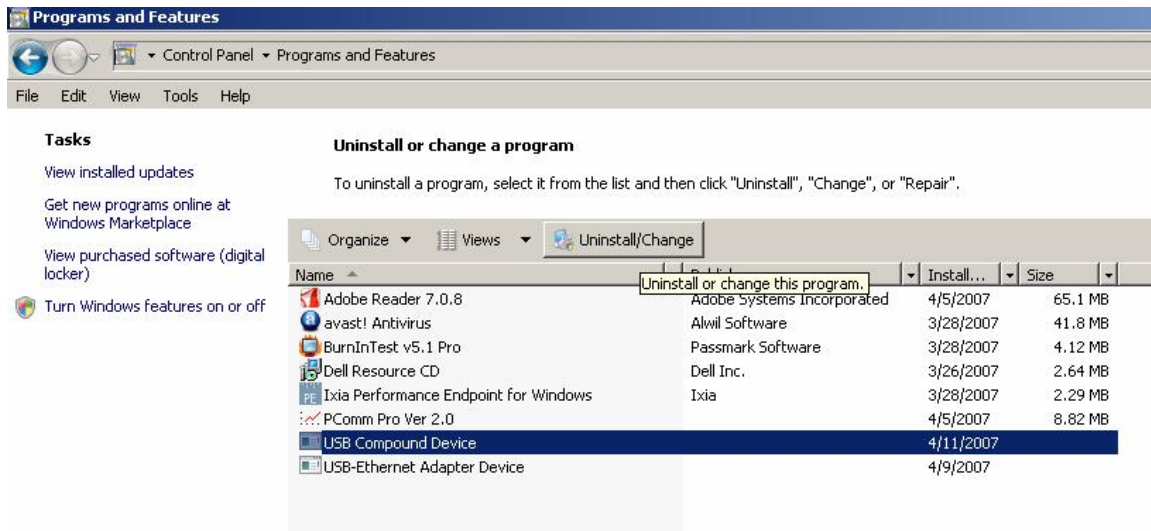 Programs and Features
Control Panel Programs and Features
File Edit View Tools Help
Tasks
View installed updates
Get new programs online at
Windows Marketplace
View purchased software (digital
locker)
Turn Windows features on or off
Uninstall or change a program
To uninstall a program, select it from the list and then click "Uninstall", "Change", or "Repair".
Organize Views Uninstall/Change
Name Install... Size
Uninstall or change this program.
Adobe Reader 7.0.8 Adobe Systems Incorporated 4/5/2007 65.1 MB
avast! Antivirus Alwil Software 3/28/2007 41.8 MB
BurnInTest v5.1 Pro Passmark Software 3/28/2007 4.12 MB
Dell Resource CD Dell Inc. 3/26/2007 2.64 MB
PE Ixia Performance Endpoint for Windows Ixia 3/28/2007 2.29 MB
PComm Pro Ver 2.0 4/5/2007 8.82 MB
USB Compound Device 4/11/2007
USB-Ethernet Adapter Device 4/9/2007